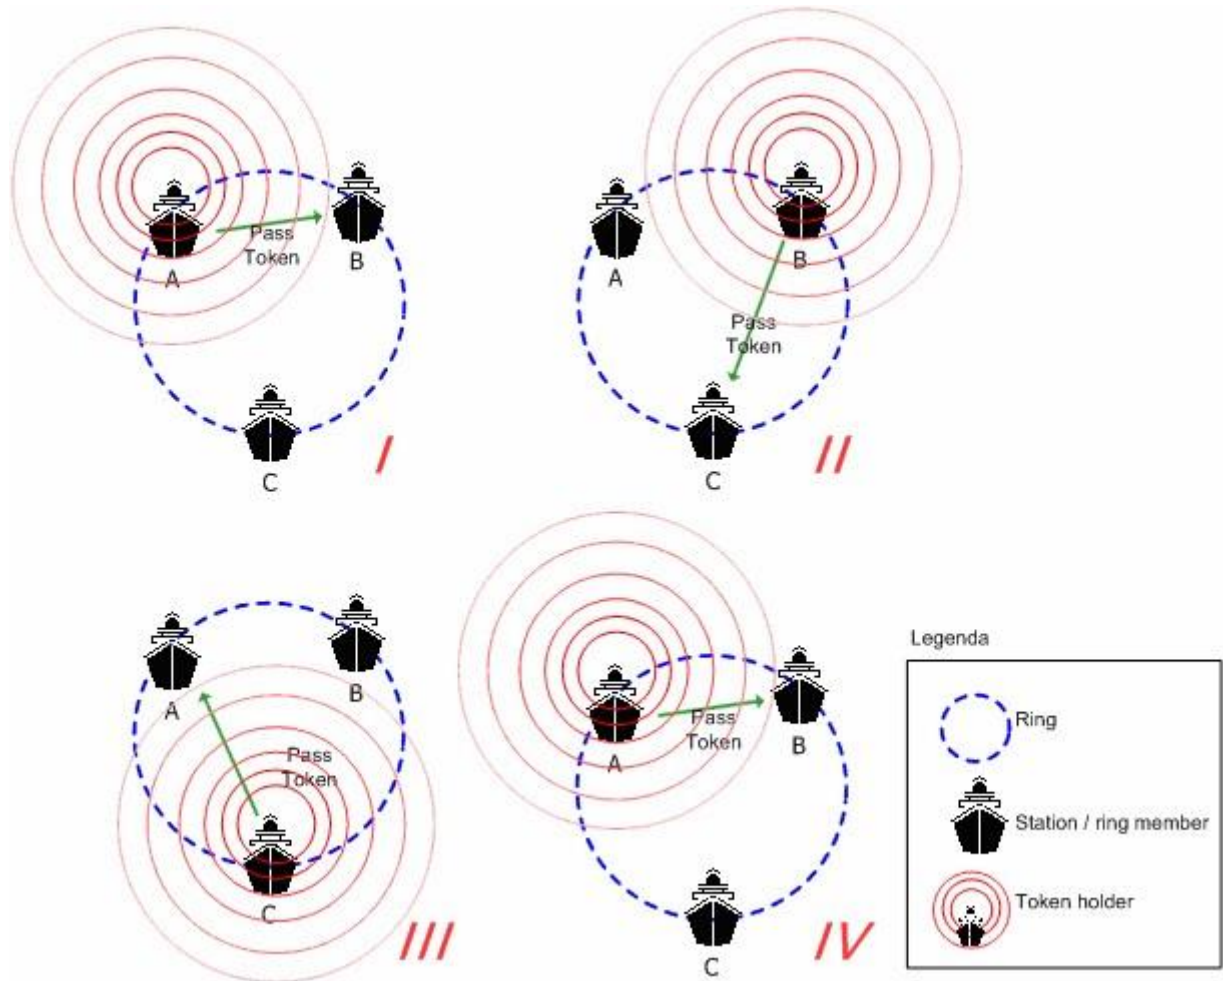 Pass
Token
A
B
C
I
A
B
Pass
Token
C
II
A
B
Pass
Token
C
III
Pass
Token
A
B
C
IV
Legenda
Ring
Station / ring member
Token holder